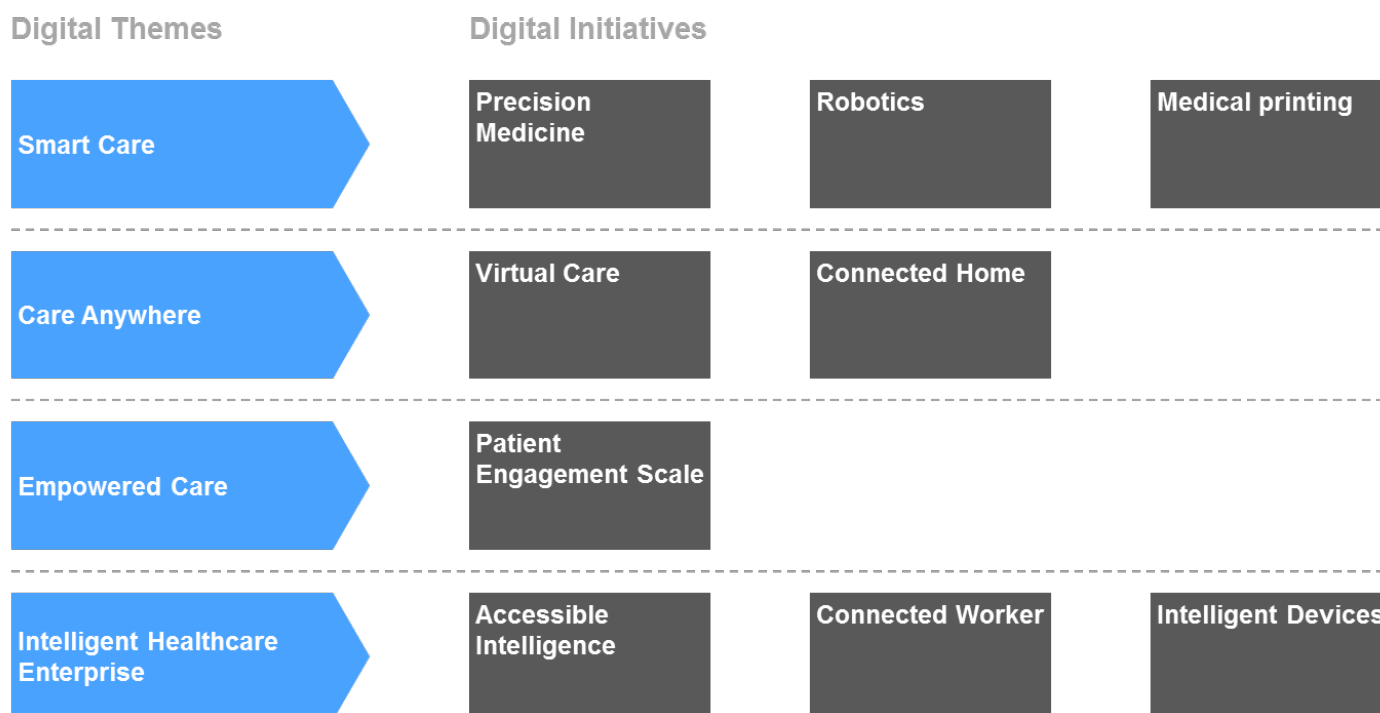 Digital Themes
Digital Initiatives
Smart Care
Precision
Medicine
Robotics
Medical printing
Care Anywhere
Virtual Care
Connected Home
Empowered Care
Patient
Engagement Scale
Intelligent Healthcare
Enterprise
Accessible
Intelligence
Connected Worker
Intelligent Devices